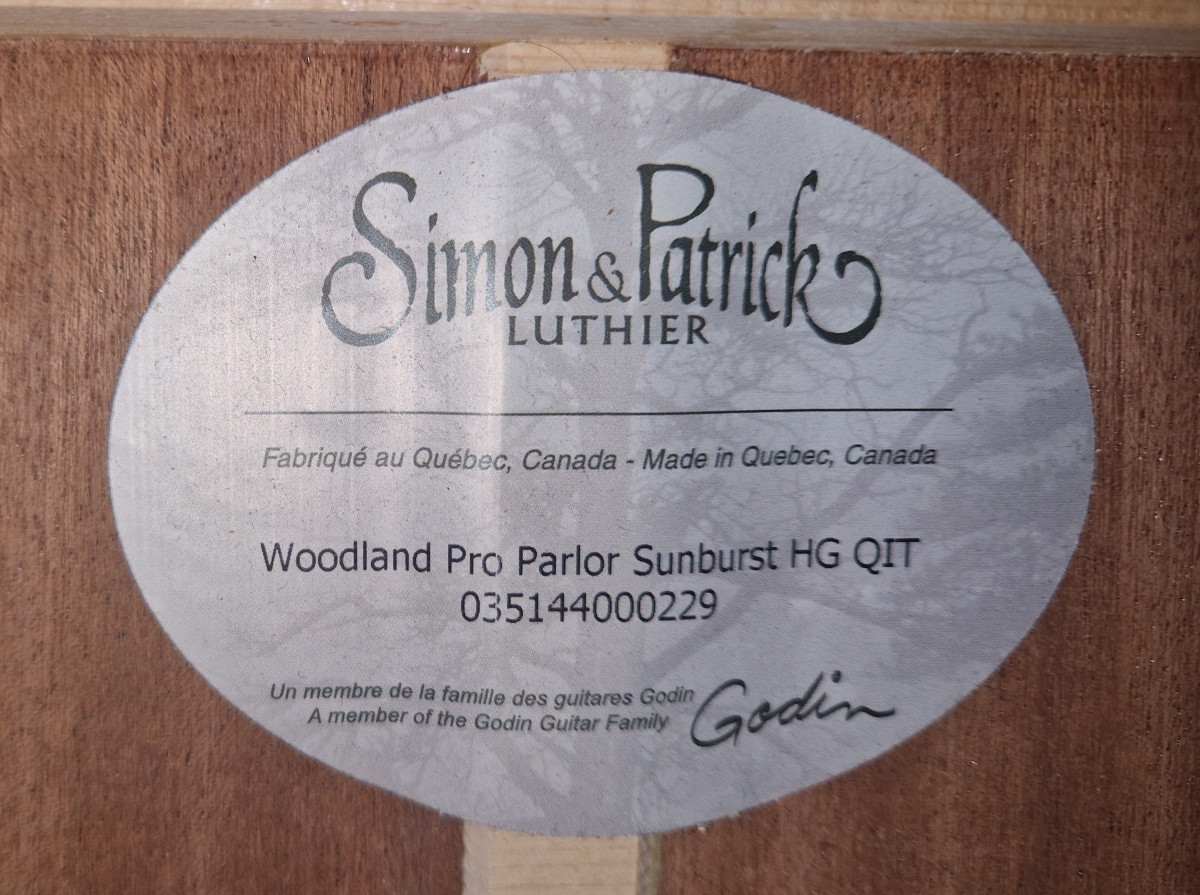 Simon & Patrick
LUTHIER
Fabriqué au Québec, Canada - Made in Quebec, Canada
Woodland Pro Parlor Sunburst HG QIT
035144000229
Un membre de la famille des guitares Godin
A member of the Godin Guitar Family
Godin